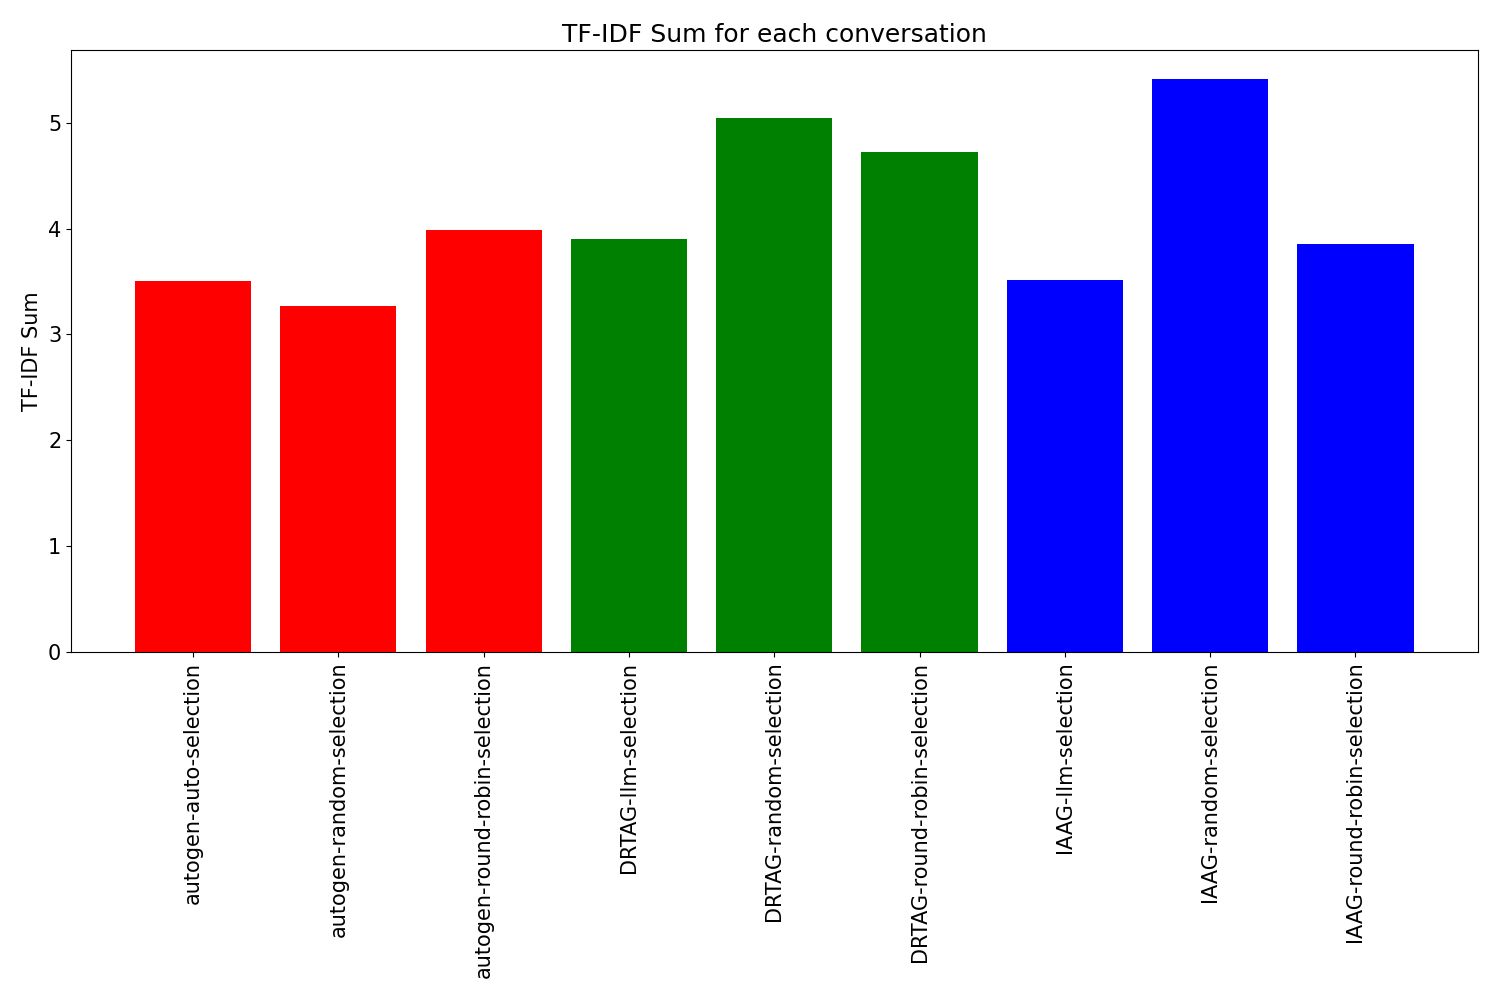 TF-IDF Sum for each conversation
TF-IDF Sum
5
4
3
2
1
0
autogen-auto-selection
autogen-random-selection
autogen-round-robin-selection
DRTAG-llm-selection
DRTAG-random-selection
DRTAG-round-robin-selection
IAAG-llm-selection
IAAG-random-selection
IAAG-round-robin-selection